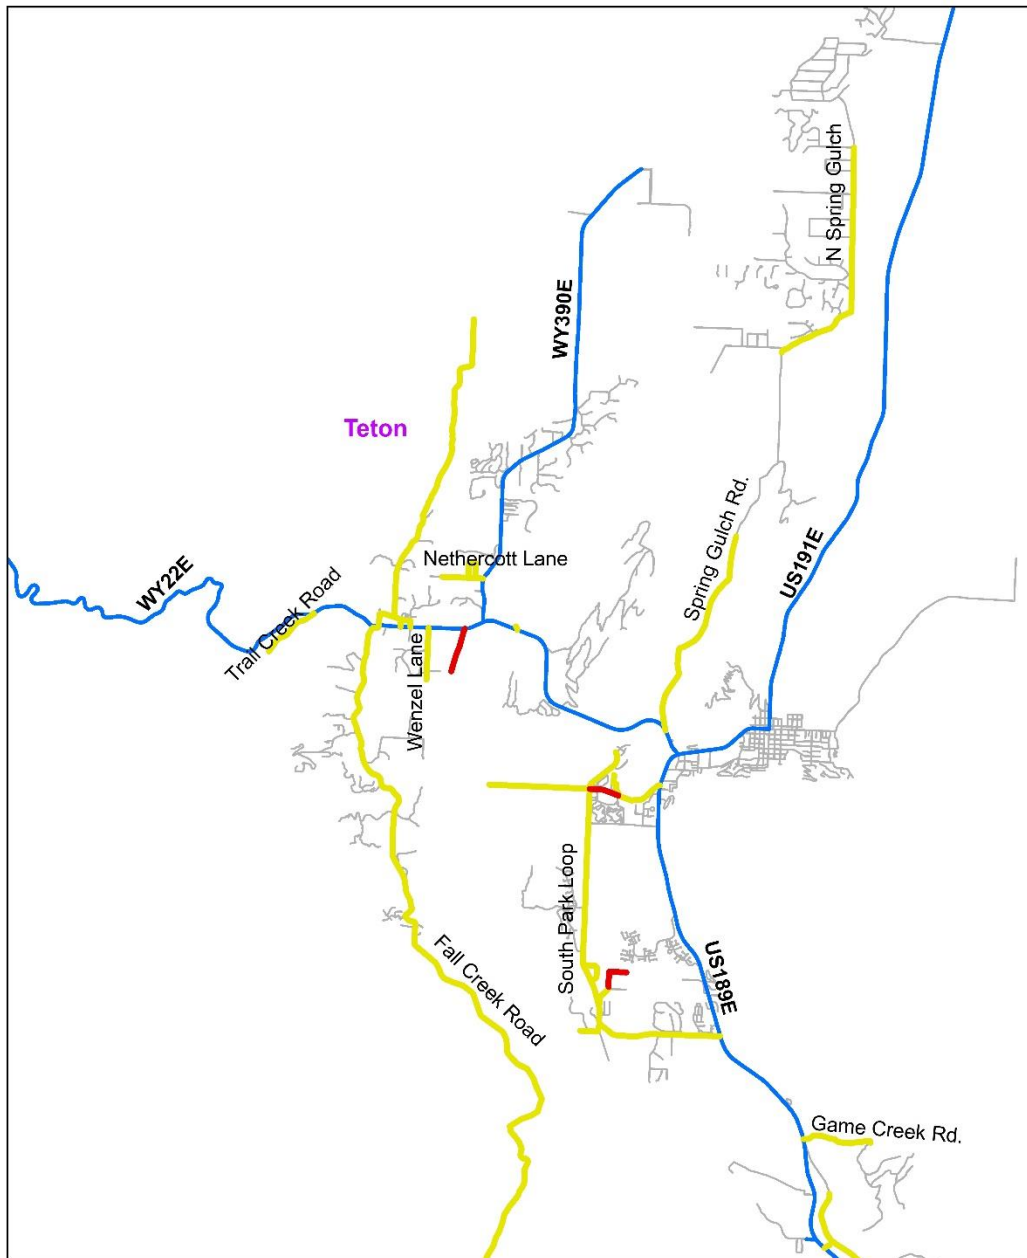 N Spring Gulch
WY390E
Teton
Spring Gulch Rd.
US191E
Nethercott Lane
WY22E
Trail Creek Road
Wenzel Lane
South Park Loop
Fall Creek Road
US189E
Game Creek Rd.